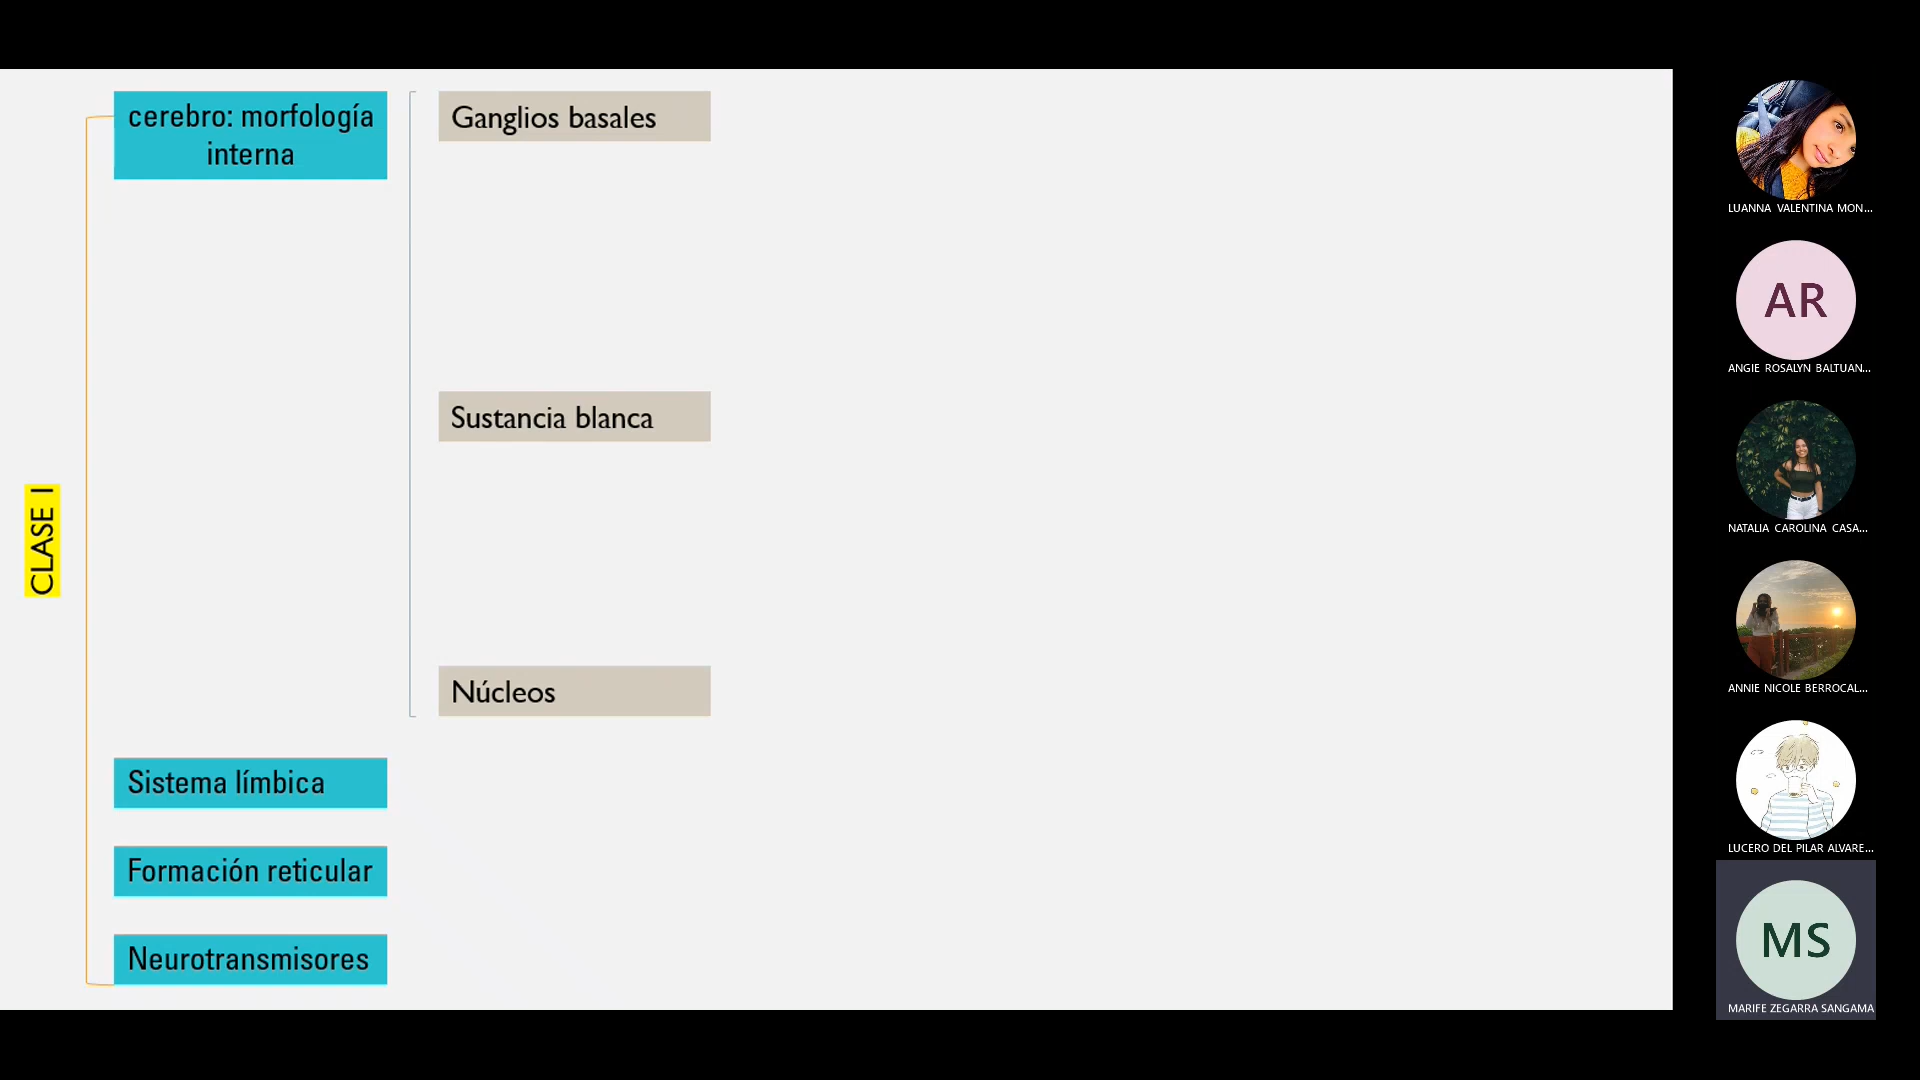 cerebro: morfología
interna
Ganglios basales
Sustancia blanca
CLASE I
Núcleos
Sistema límbica
Formación reticular
Neurotransmisores
LUANNA VALENTINA MON...
AR
ANGIE ROSALYN BALTUAN...
NATALIA CAROLINA CASA...
ANNIE NICOLE BERROCAL...
LUCERO DEL PILAR ALVARE...
MS
MARIFE ZEGARRA SANGAMA